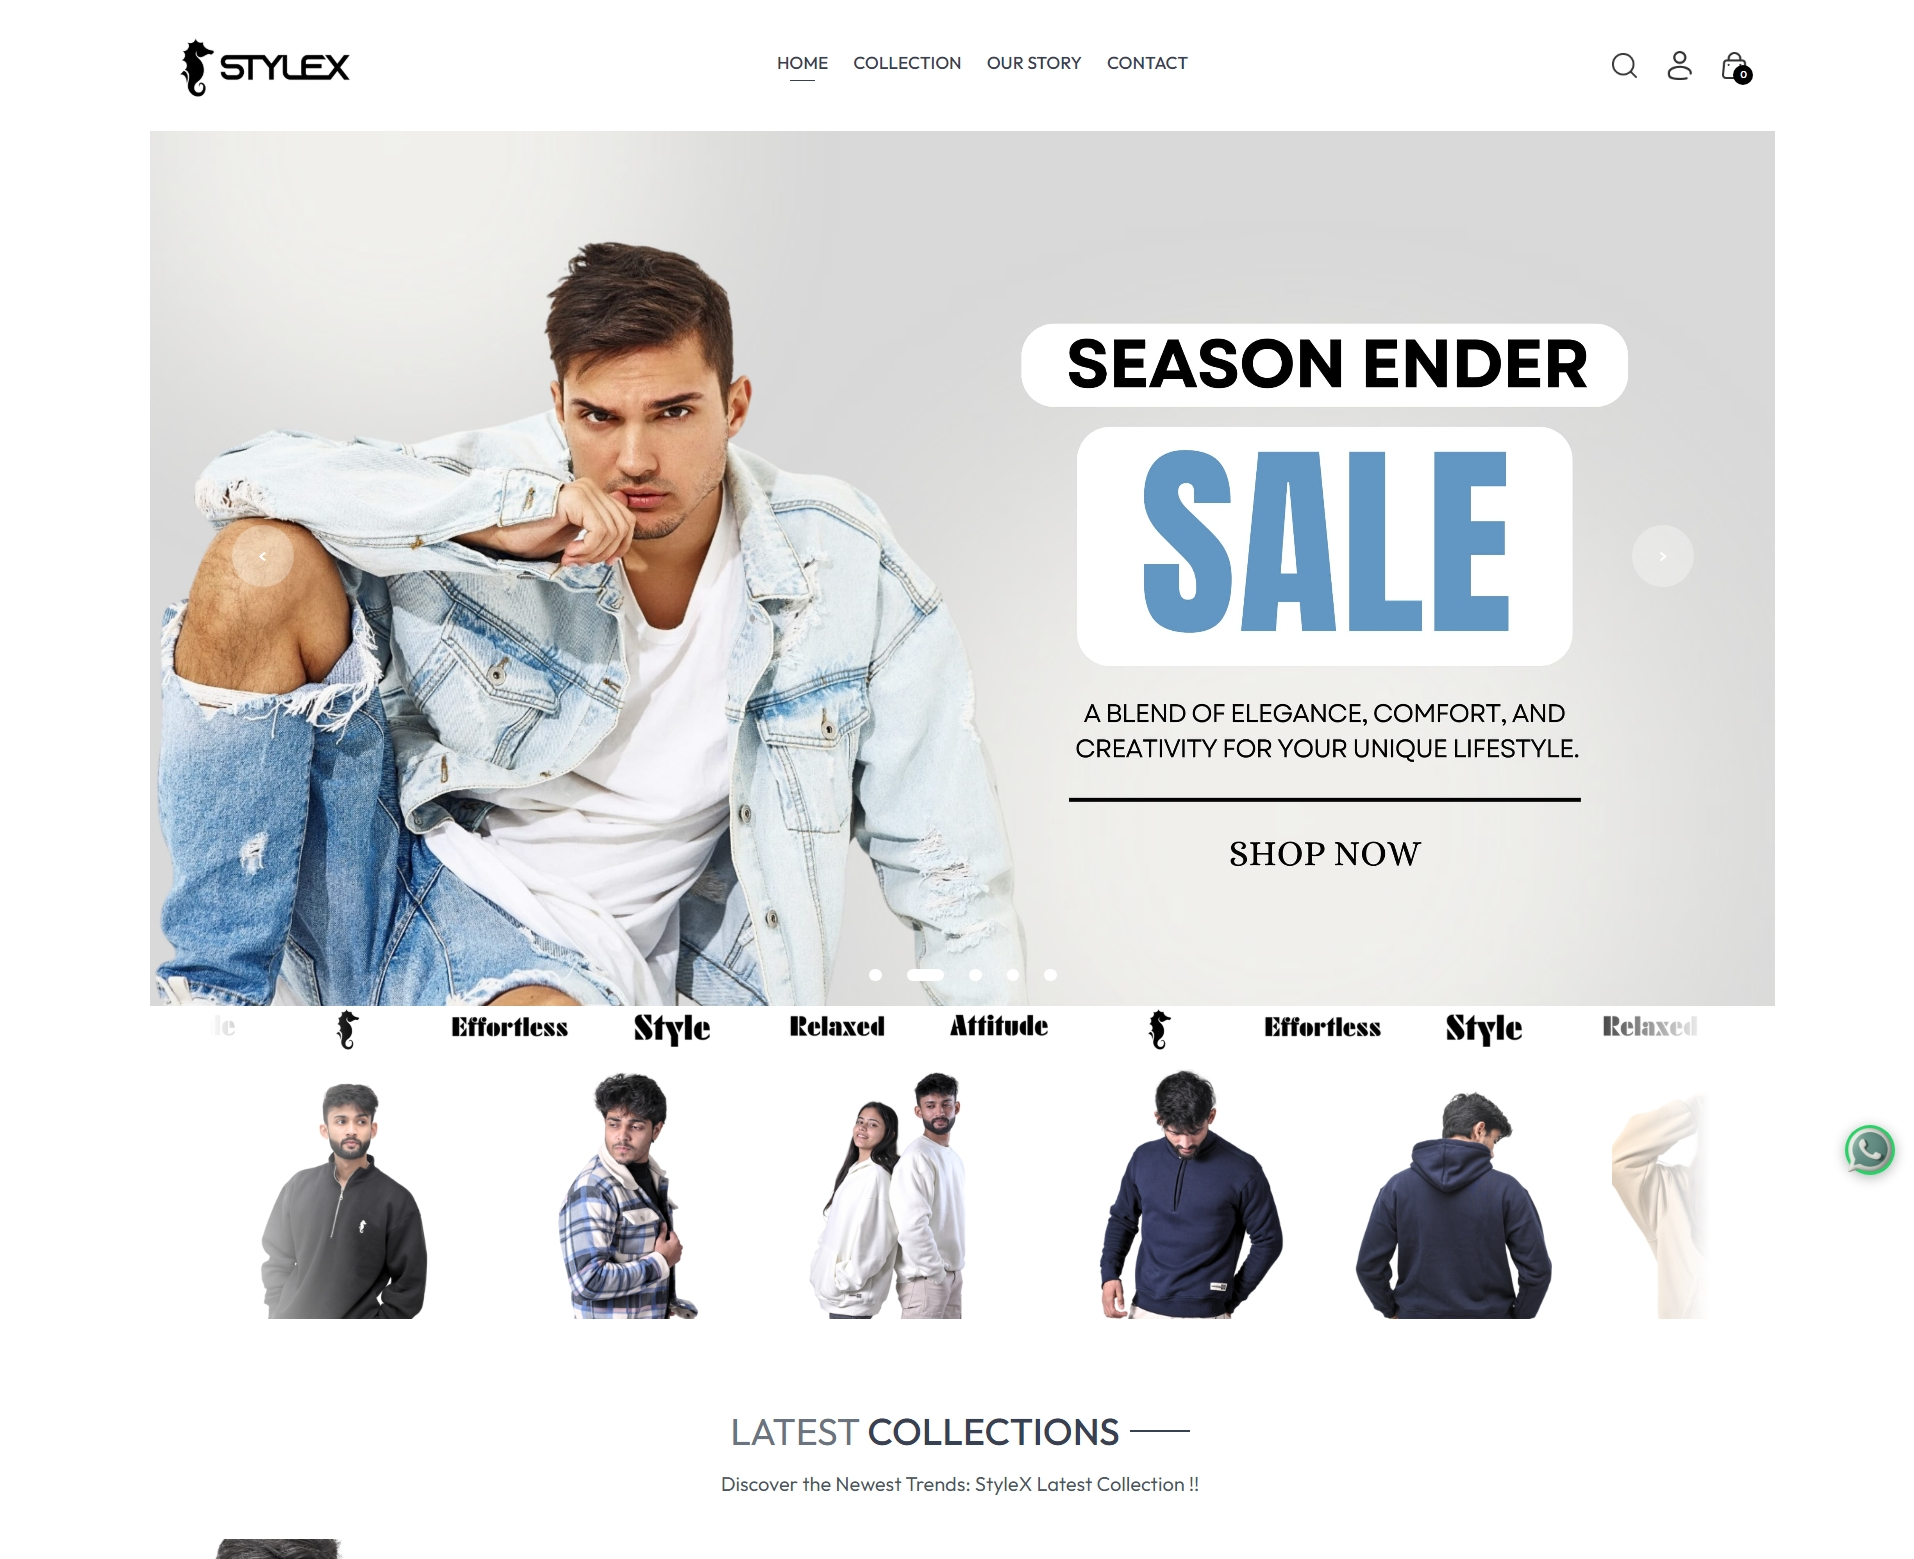 STYLEX
HOME COLLECTION OUR STORY CONTACT
0
SEASON ENDER
SALE
A BLEND OF ELEGANCE, COMFORT, AND
CREATIVITY FOR YOUR UNIQUE LIFESTYLE.
SHOP NOW
le Effortless Style Relaxed Attitude Effortless Style Relaxed
LATEST COLLECTIONS
Discover the Newest Trends: StyleX Latest Collection !!